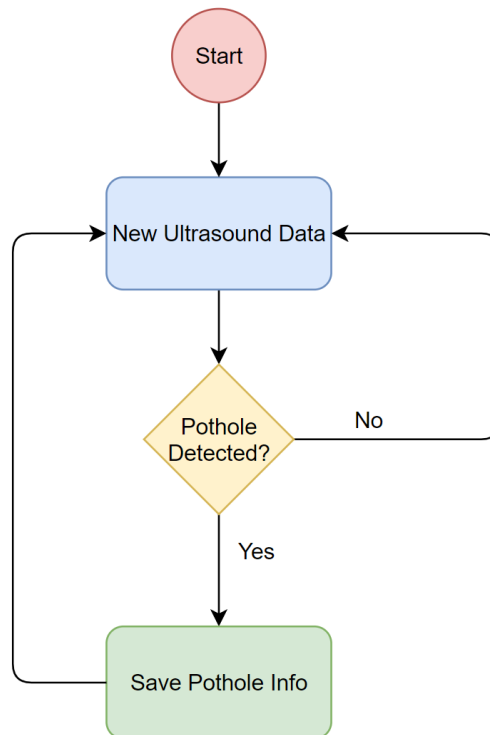 Start
New Ultrasound Data
Pothole
Detected?
No
Yes
Save Pothole Info